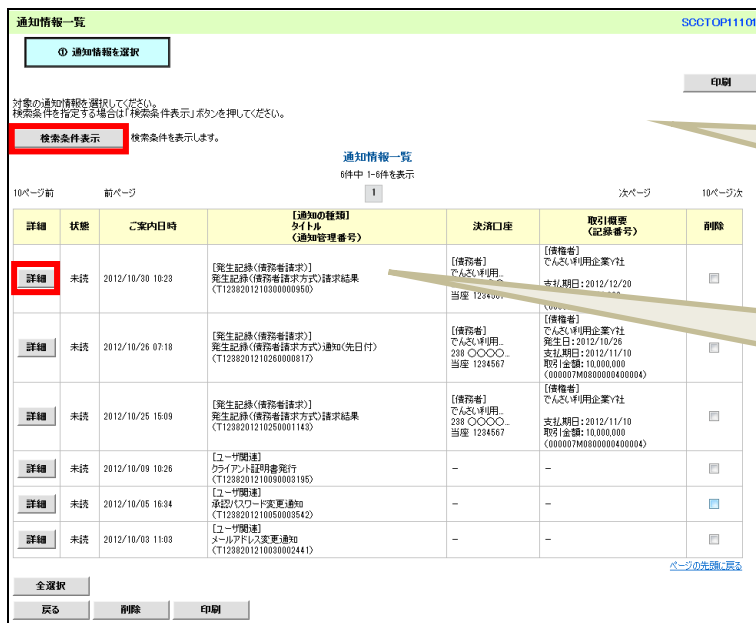 通知情報一覧
SCCTOP11101
① 通知情報を選択
印刷
対象の通知情報を選択してください。
検索条件を指定する場合は「検索条件表示」ボタンを押してください。
検索条件表示
検索条件を表示します。
通知情報一覧
6件中 1-6件を表示
10ページ前
前ページ
1
次ページ
10ページ次
詳細
状態
ご案内日時
[通知の種類]
タイトル
(通知管理番号)
決済口座
取引概要
(記録番号)
削除
詳細
未読
2012/10/30 10:23
[発生記録(債務者請求)]
発生記録(債務者請求方式)請求結果
(T1238201210300000950)
[債務者]
でんさい利用...
当座 1234567
[債権者]
でんさい利用企業Y社
支払期日:2012/12/20
詳細
未読
2012/10/26 07:18
[発生記録(債務者請求)]
発生記録(債務者請求方式)通知(先日付)
(T1238201210260000817)
[債務者]
でんさい利用...
238 〇〇〇〇...
当座 1234567
[債権者]
でんさい利用企業Y社
発生日:2012/10/26
支払期日:2012/11/10
取引金額:10,000,000
(000007M0800000400004)
詳細
未読
2012/10/25 15:09
[発生記録(債務者請求)]
発生記録(債務者請求方式)請求結果
(T1238201210250001143)
[債務者]
でんさい利用...
238 〇〇〇〇...
当座 1234567
[債権者]
でんさい利用企業Y社
支払期日:2012/11/10
取引金額:10,000,000
(000007M0800000400004)
詳細
未読
2012/10/09 10:26
[ユーザ関連]
クライアント証明書発行
(T1238201210090003195)
－
－
詳細
未読
2012/10/05 16:34
[ユーザ関連]
承認パスワード変更通知
(T1238201210050003542)
－
－
詳細
未読
2012/10/03 11:03
[ユーザ関連]
メールアドレス変更通知
(T1238201210030002441)
－
－
ページの先頭に戻る
全選択
戻る
削除
印刷